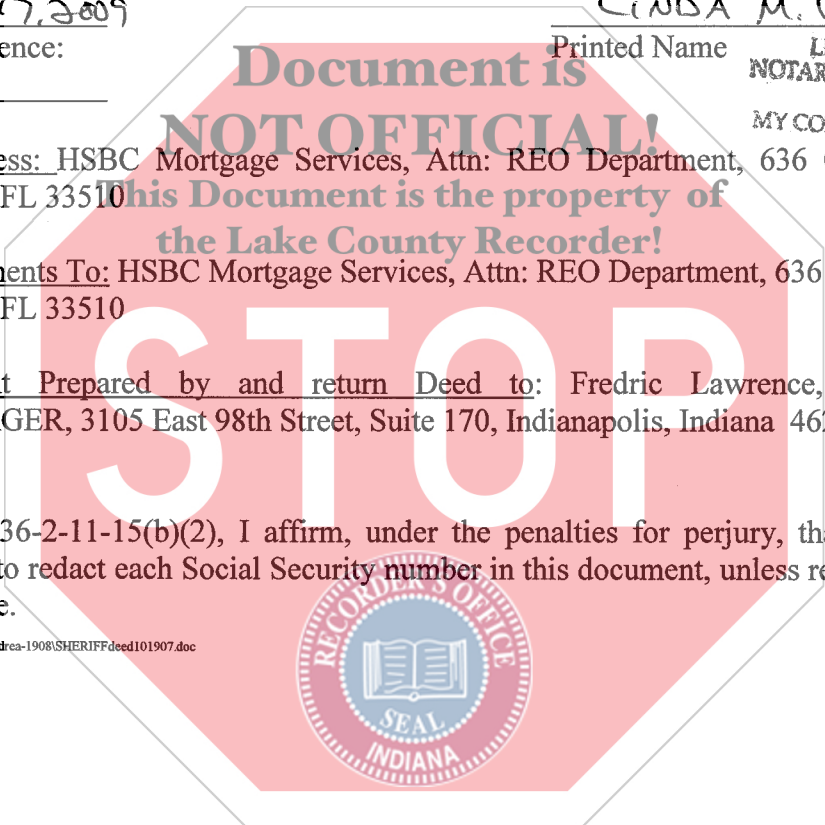 17, 2009
LINDA M.
ence:
Printed Name
NOTAR
MY CO
Document is
NOT OFFICIAL!
ess: HSBC Mortgage Services, Attn: REO Department, 636
FL 33510
This Document is the property of
the Lake County Recorder!
ents To: HSBC Mortgage Services, Attn: REO Department, 636
FL 33510
STOP
t Prepared by and return Deed to: Fredric Lawrence,
GER, 3105 East 98th Street, Suite 170, Indianapolis, Indiana 462
36-2-11-15(b)(2), I affirm, under the penalties for perjury, tha
to redact each Social Security number in this document, unless re
e.
drea-1908\SHERIFFdeed101907.doc
RECORDER'S OFFICE
SEAL
INDIANA